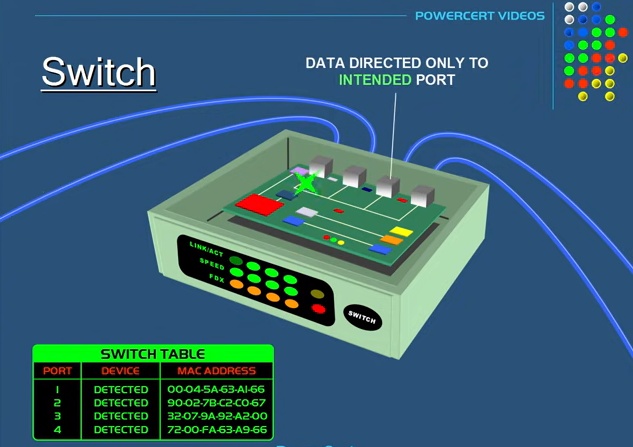 POWERCERT VIDEOS
Switch
DATA DIRECTED ONLY TO
INTENDED PORT
LINK/ACT
SPEED
FDX
SWITCH
SWITCH TABLE
PORT DEVICE MAC ADDRESS
1 DETECTED 00-04-5A-63-A1-66
2 DETECTED 90-02-7B-C2-C0-67
3 DETECTED 32-07-9A-92-A2-00
4 DETECTED 72-00-FA-63-A9-66